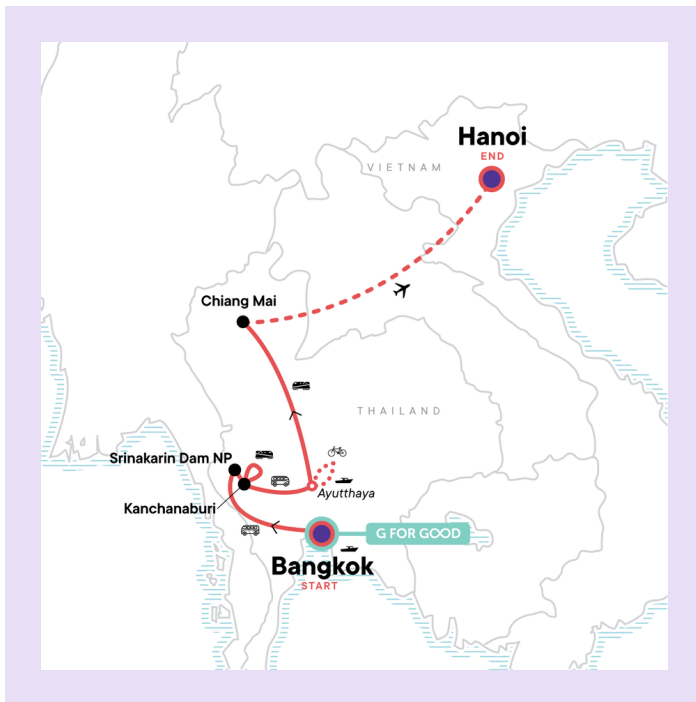 Hanoi
END
VIETNAM
Chiang Mai
THAILAND
Srinakarin Dam NP
Ayutthaya
Kanchanaburi
G FOR GOOD
Bangkok
START